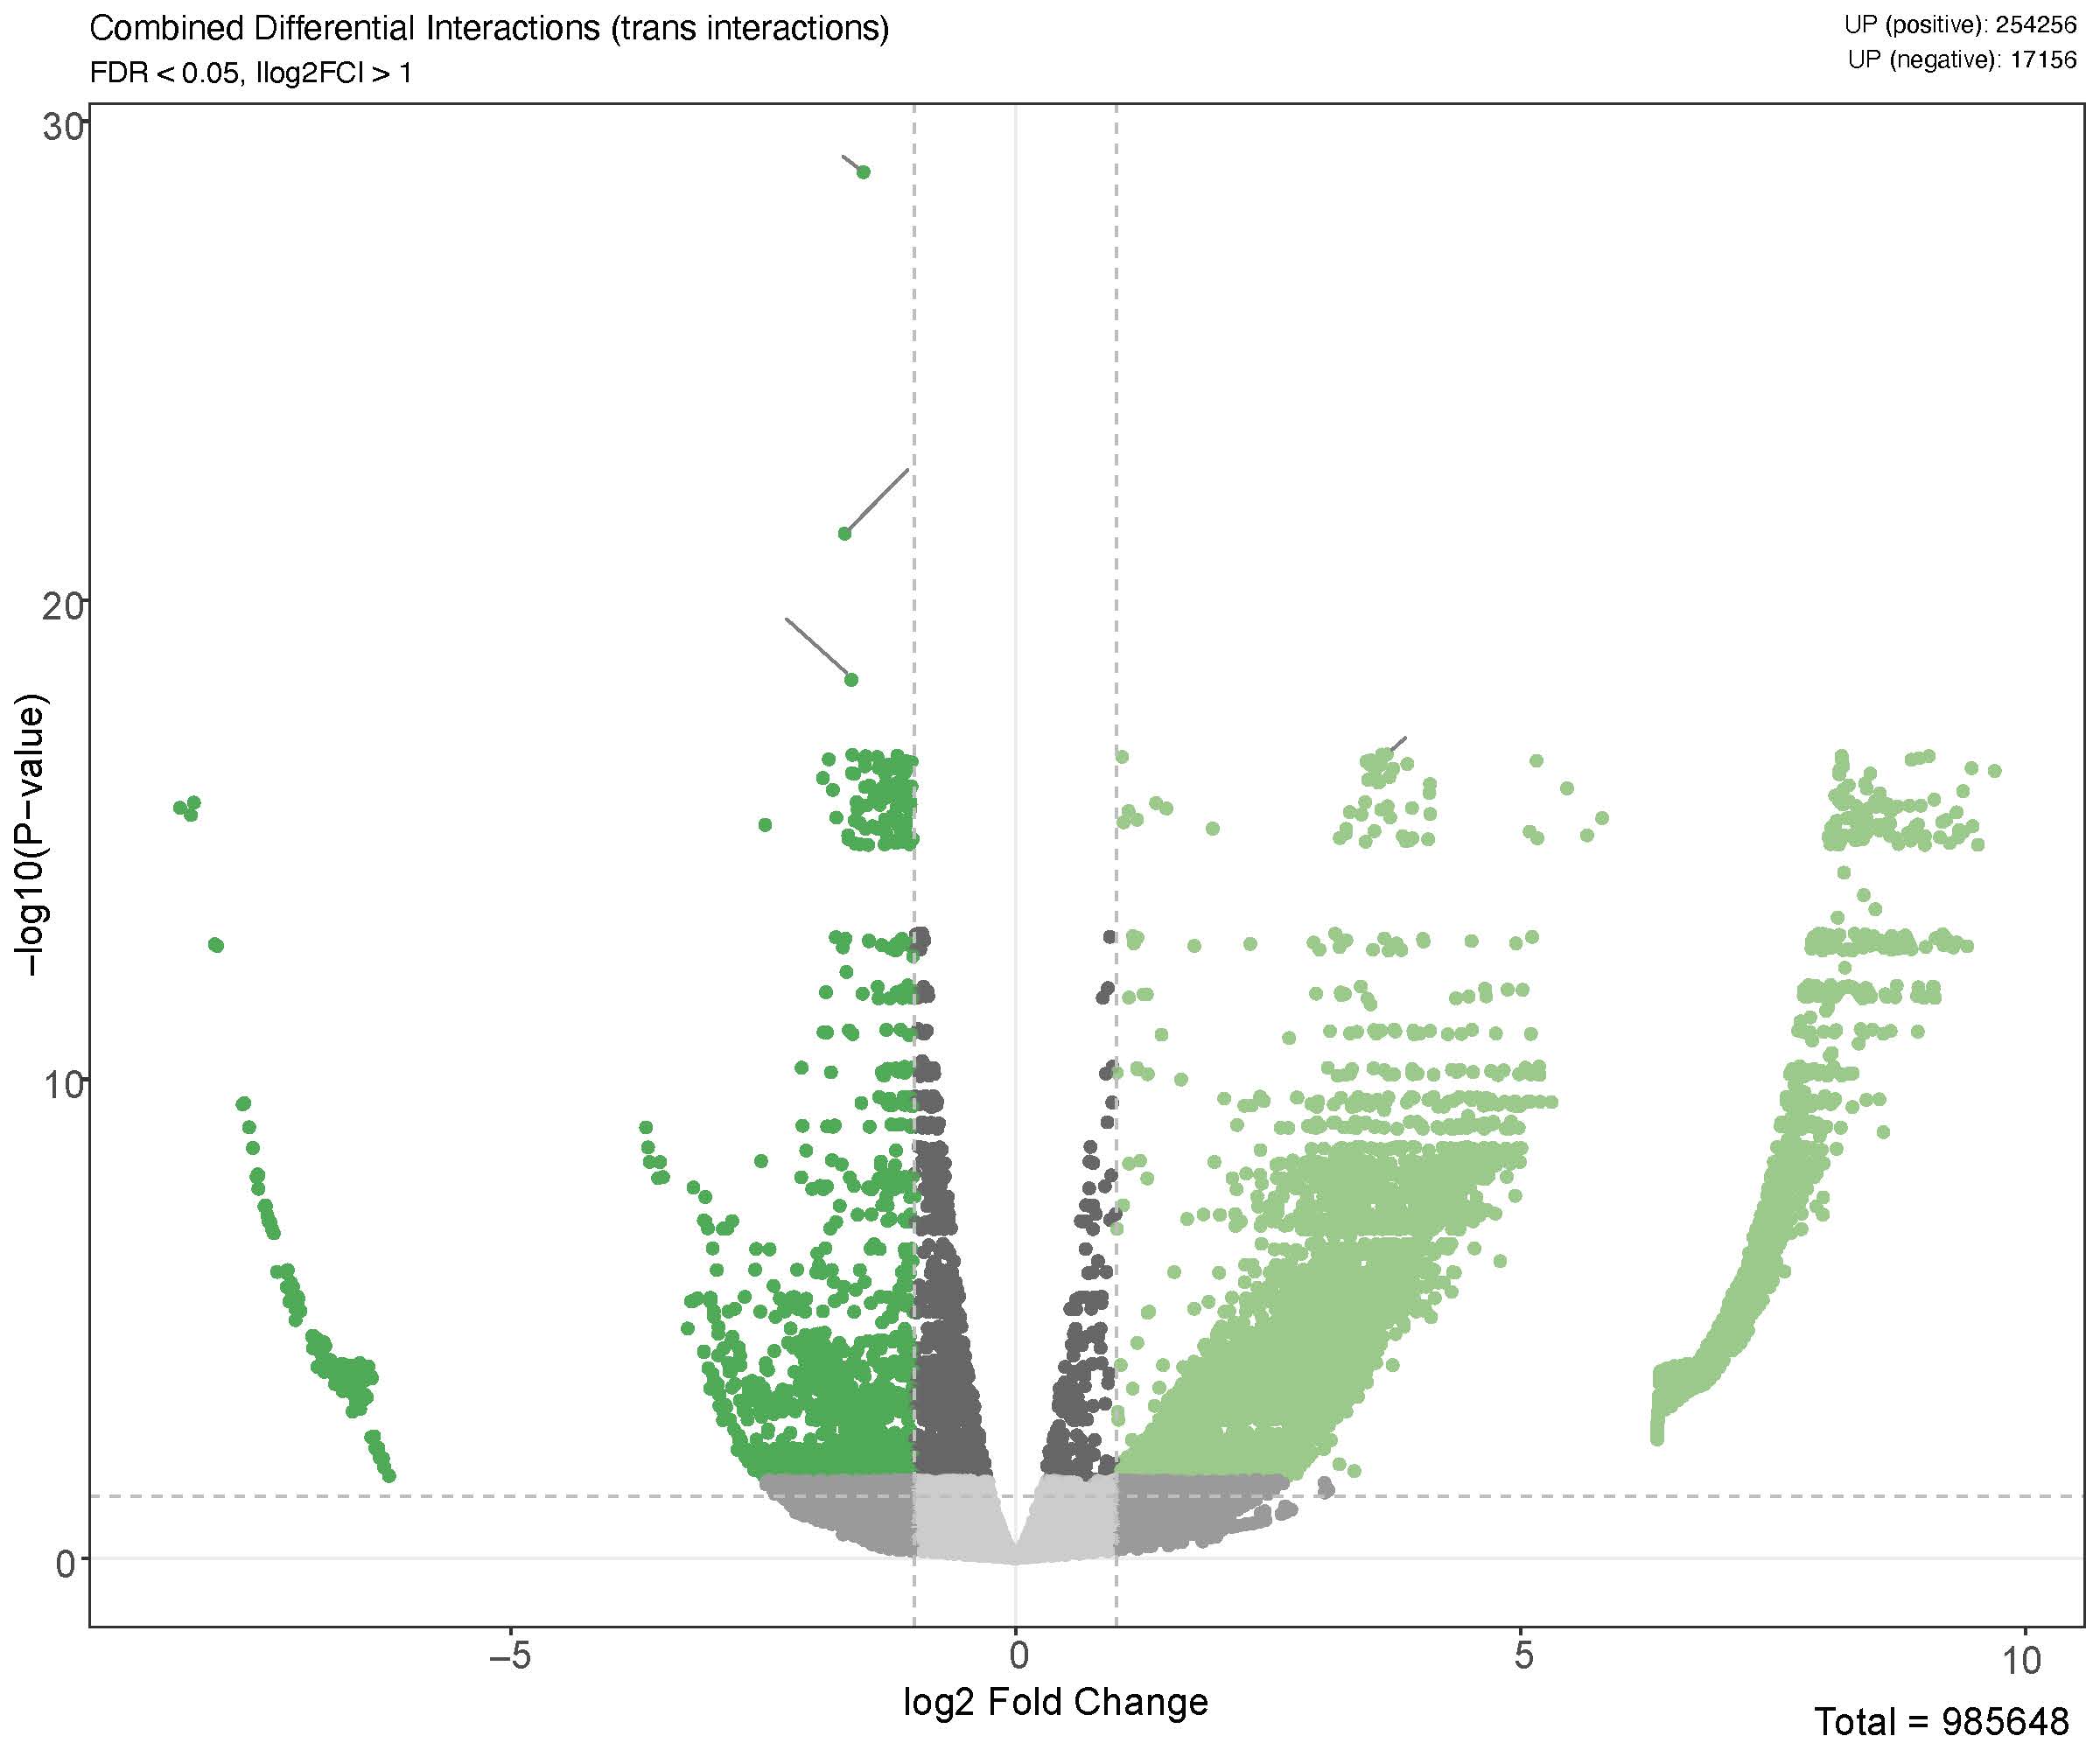 Combined Differential Interactions (trans interactions)
FDR < 0.05, |log2FC| > 1
UP (positive): 254256
UP (negative): 17156
30
20
10
0
−log10(P−value)
−5
0
5
10
log2 Fold Change
Total = 985648